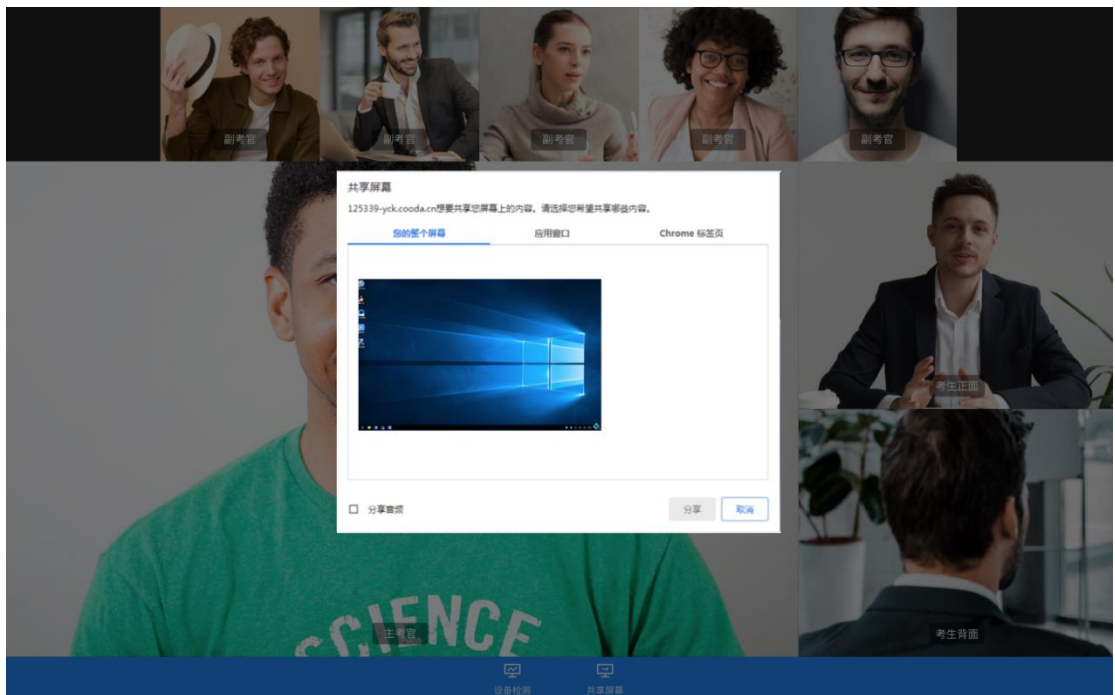 副考官
副考官
副考官
副考官
副考官
共享屏幕
125339-yck.cooda.cn想要共享您屏幕上的内容。请选择您希望共享哪些内容。
您的整个屏幕
应用窗口
Chrome 标签页
分享音频
分享
取消
考生正面
SCIENCE
主考官
考生背面
设备检测
共享屏幕